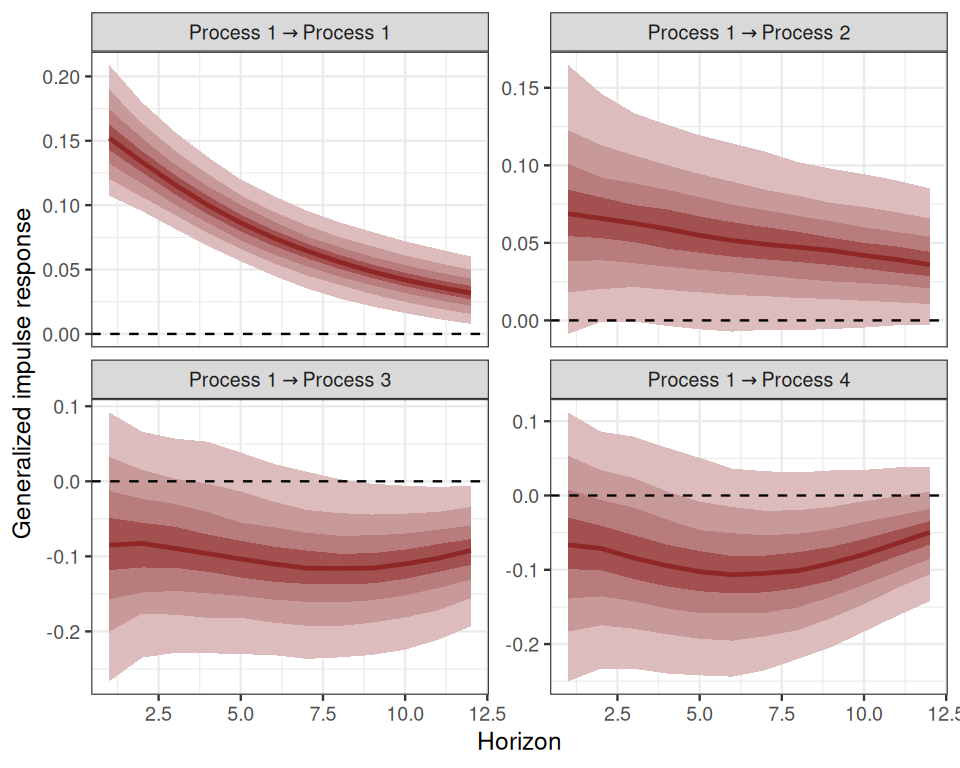 Process 1 → Process 1
Process 1 → Process 2
0.20
0.15
0.10
0.05
0.00
0.15
0.10
0.05
0.00
Generalized impulse response
Process 1 → Process 3
Process 1 → Process 4
0.1
0.0
-0.1
-0.2
0.1
0.0
-0.1
-0.2
2.5 5.0 7.5 10.0 12.5
2.5 5.0 7.5 10.0 12.5
Horizon